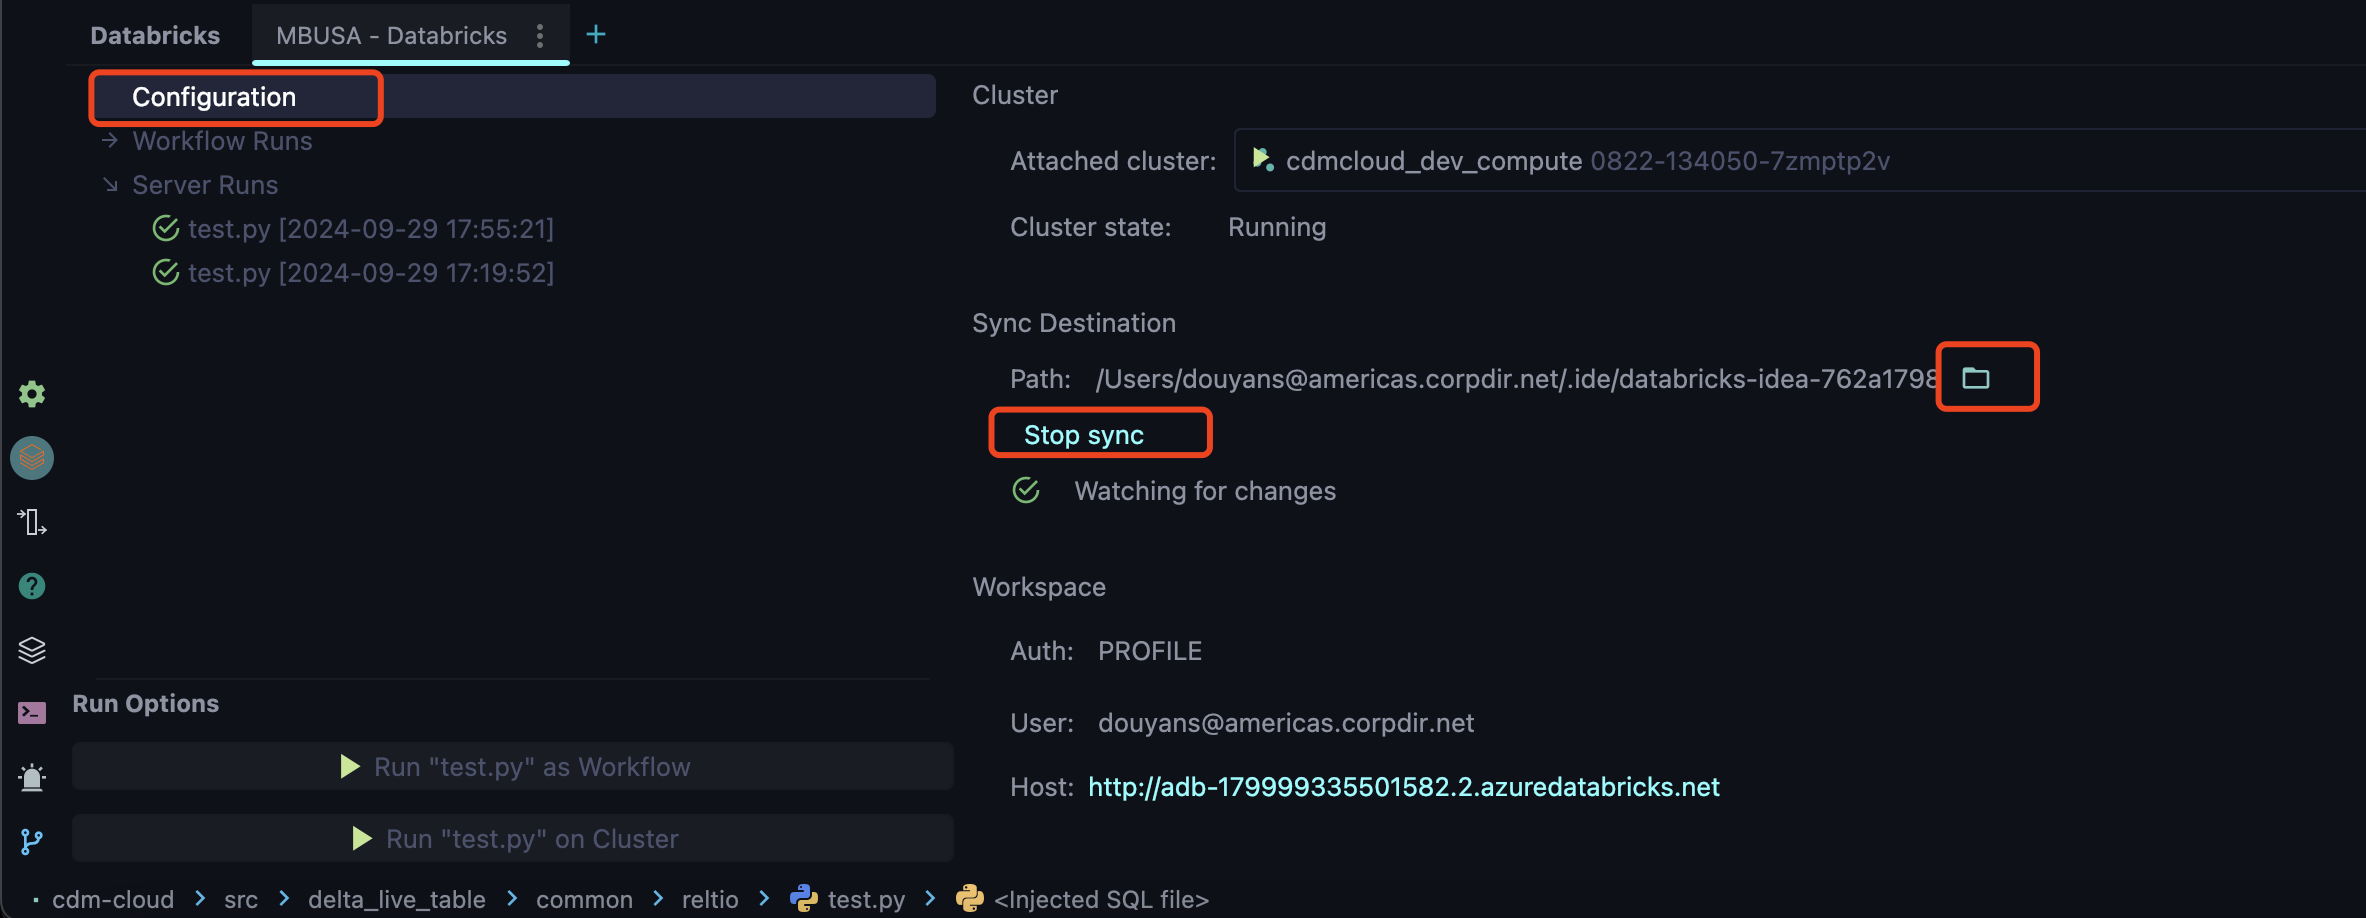 Databricks
MBUSA - Databricks
Configuration
Workflow Runs
Server Runs
test.py [2024-09-29 17:55:21]
test.py [2024-09-29 17:19:52]
Run Options
Run "test.py" as Workflow
Run "test.py" on Cluster
Cluster
Attached cluster: cdmcloud_dev_compute 0822-134050-7zmptp2v
Cluster state: Running
Sync Destination
Path: /Users/douyans@americas.corpdir.net/.ide/databricks-idea-762a1798
Stop sync
Watching for changes
Workspace
Auth: PROFILE
User: douyans@americas.corpdir.net
Host: http://adb-179999335501582.2.azuredatabricks.net
cdm-cloud > src > delta_live_table > common > reltio > test.py > <Injected SQL file>